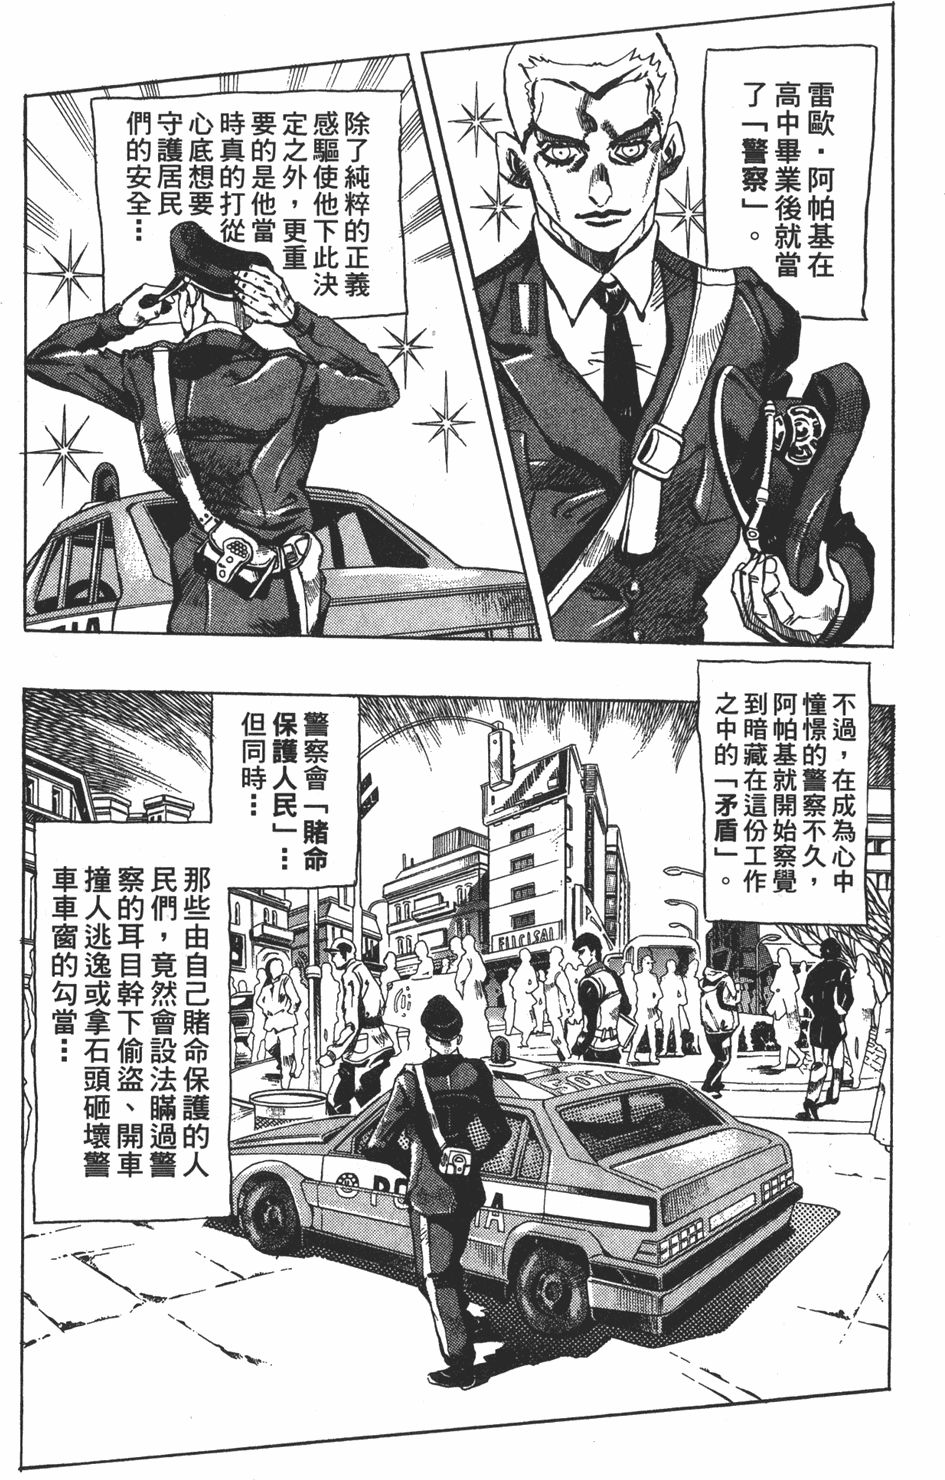 雷歐·阿帕基在
高中畢業後就當
了「警察」。
除了純粹的正義
感驅使他下此決
定之外，更重
要的是他當
時真的打從
心底想要
守護居民
們的安全…
不過，在成為心中
憧憬的警察不久，
阿帕基就開始察覺
到暗藏在這份工作
之中的「矛盾」。
警察會「賭命
保護人民」…
但同時…
那些由自己賭命保護的人
民們，竟然會設法瞞過警
察的耳目幹下偷盜、開車
撞人逃逸或拿石頭砸壞警
車車窗的勾當…